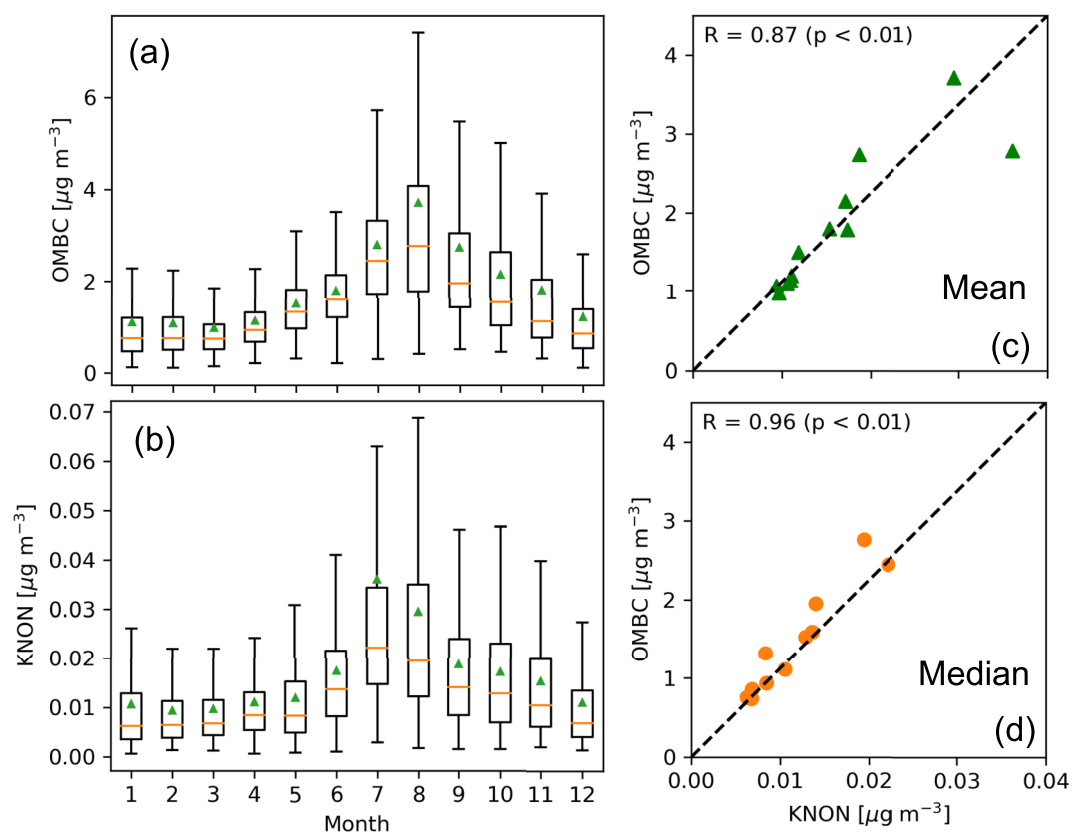 (a)
OMBC [μg m⁻³]
6
4
2
0
(b)
KNON [μg m⁻³]
0.07
0.06
0.05
0.04
0.03
0.02
0.01
0.00
1 2 3 4 5 6 7 8 9 10 11 12
Month
R = 0.87 (p < 0.01)
OMBC [μg m⁻³]
4
3
2
1
0
Mean
(c)
R = 0.96 (p < 0.01)
OMBC [μg m⁻³]
4
3
2
1
0
Median
(d)
0.00 0.01 0.02 0.03 0.04
KNON [μg m⁻³]